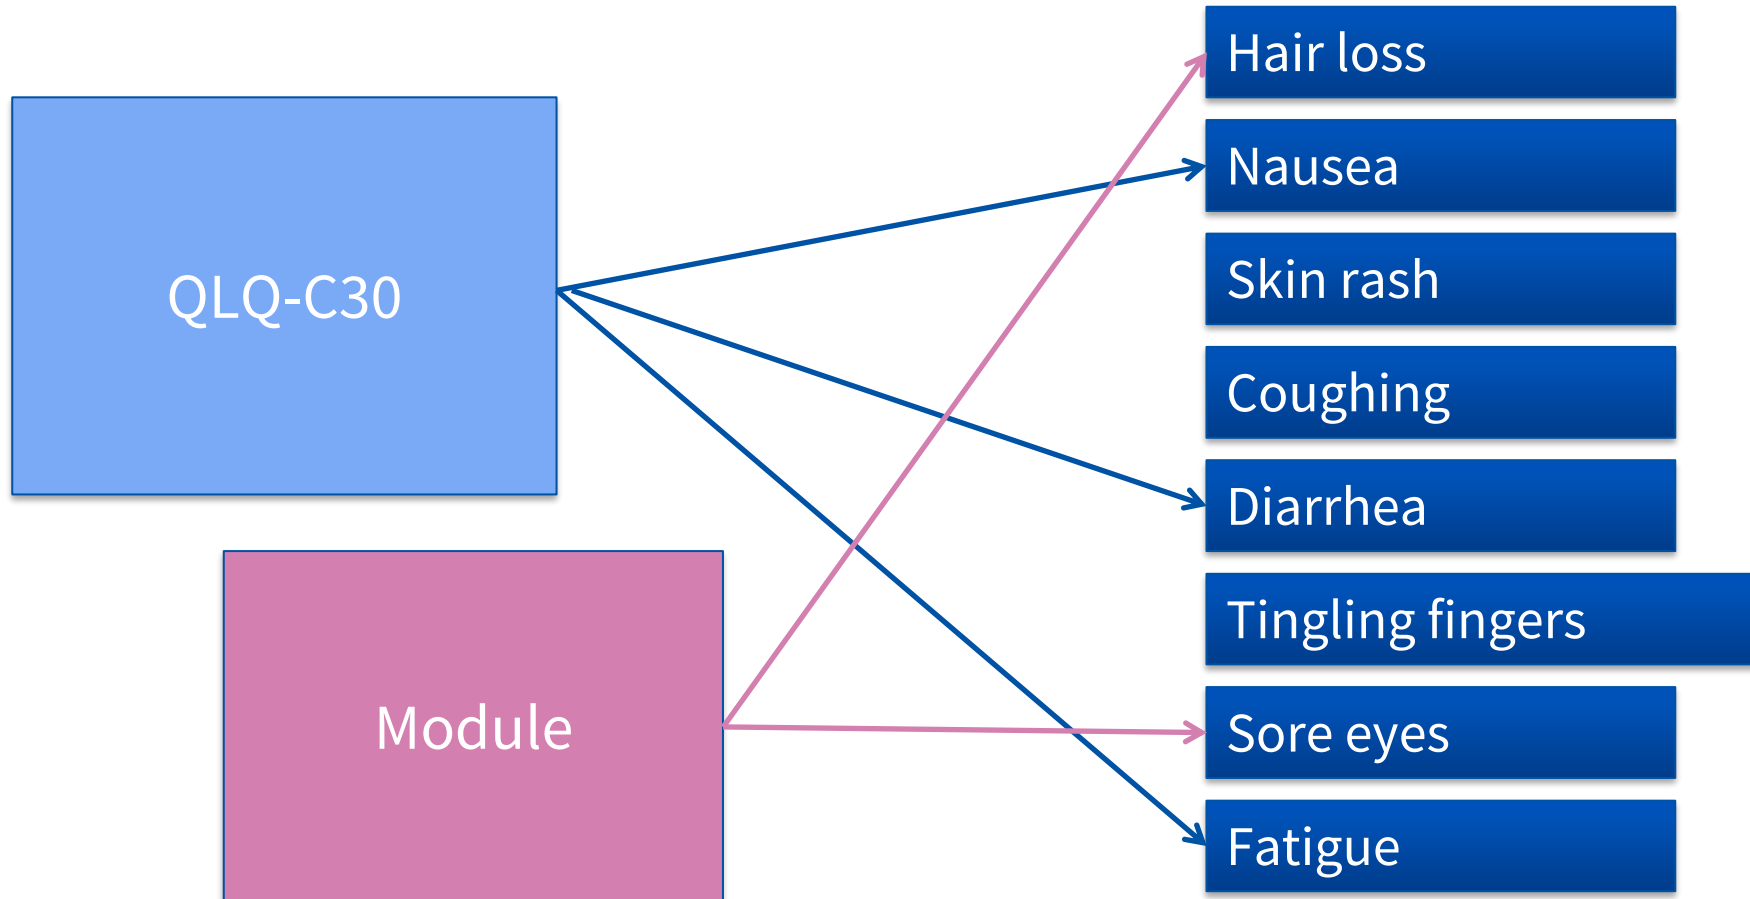 QLQ-C30
Module
Hair loss
Nausea
Skin rash
Coughing
Diarrhea
Tingling fingers
Sore eyes
Fatigue